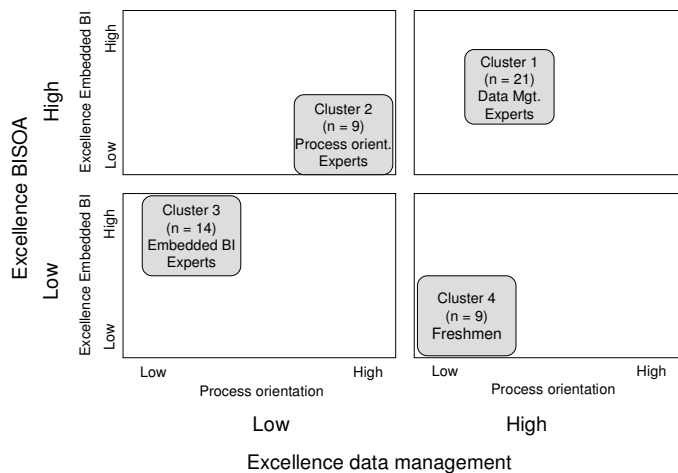 Excellence BISOA
High
Low
Excellence Embedded BI
High
Low
Cluster 2
(n = 9)
Process orient.
Experts
Cluster 1
(n = 21)
Data Mgt.
Experts
Excellence Embedded BI
High
Low
Cluster 3
(n = 14)
Embedded BI
Experts
Cluster 4
(n = 9)
Freshmen
Low
High
Process orientation
Low
High
Process orientation
Low
High
Excellence data management